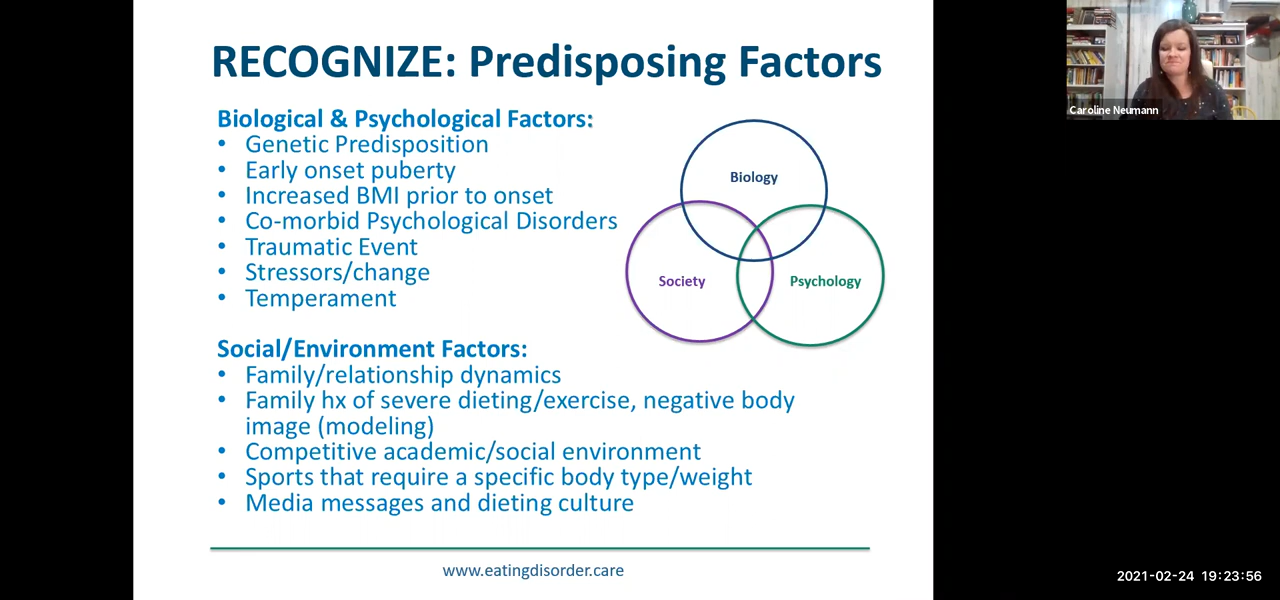 RECOGNIZE: Predisposing Factors
Biological & Psychological Factors:
• Genetic Predisposition
• Early onset puberty
• Increased BMI prior to onset
• Co-morbid Psychological Disorders
• Traumatic Event
• Stressors/change
• Temperament
Social/Environment Factors:
• Family/relationship dynamics
• Family hx of severe dieting/exercise, negative body
image (modeling)
• Competitive academic/social environment
• Sports that require a specific body type/weight
• Media messages and dieting culture
Biology
Society
Psychology
www.eatingdisorder.care
Caroline Neumann
2021-02-24 19:23:56